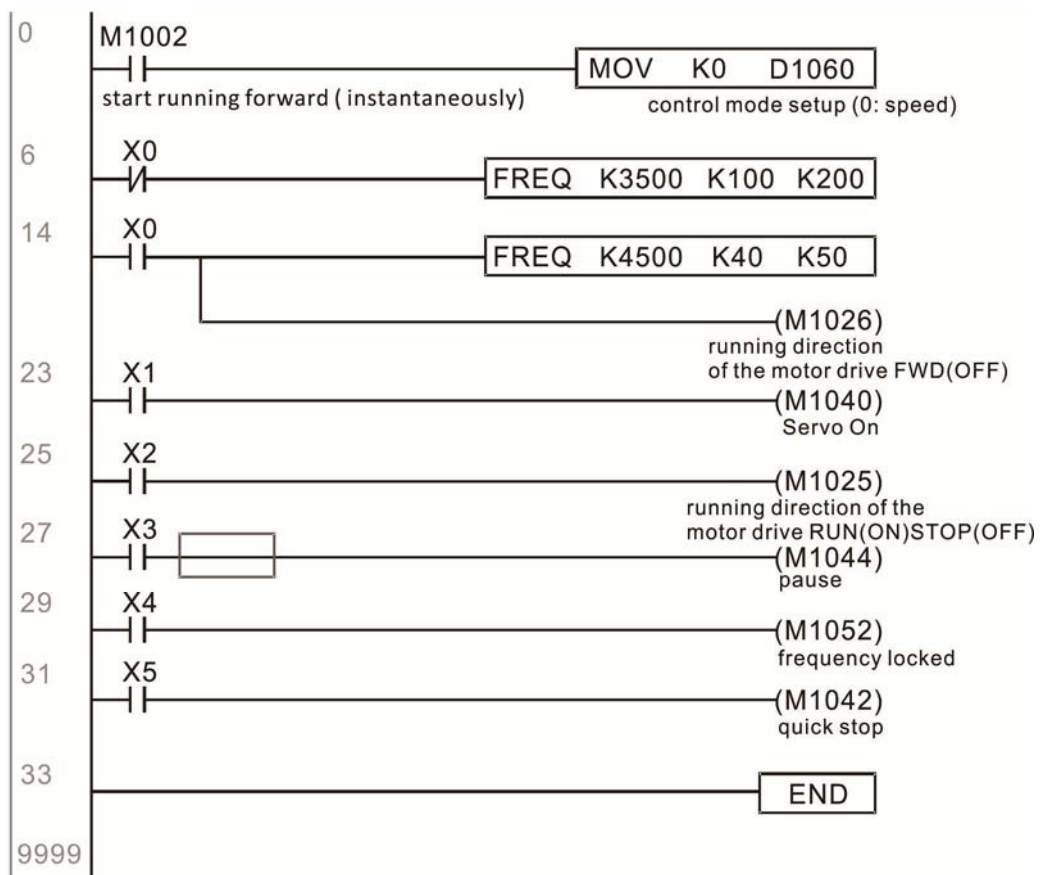 0
M1002
MOV K0 D1060
start running forward ( instantaneously)
control mode setup (0: speed)
6
X0
FREQ K3500 K100 K200
14
X0
FREQ K4500 K40 K50
(M1026)
running direction
of the motor drive FWD(OFF)
23
X1
(M1040)
Servo On
25
X2
(M1025)
running direction of the
motor drive RUN(ON)STOP(OFF)
27
X3
(M1044)
pause
29
X4
(M1052)
frequency locked
31
X5
(M1042)
quick stop
33
END
9999